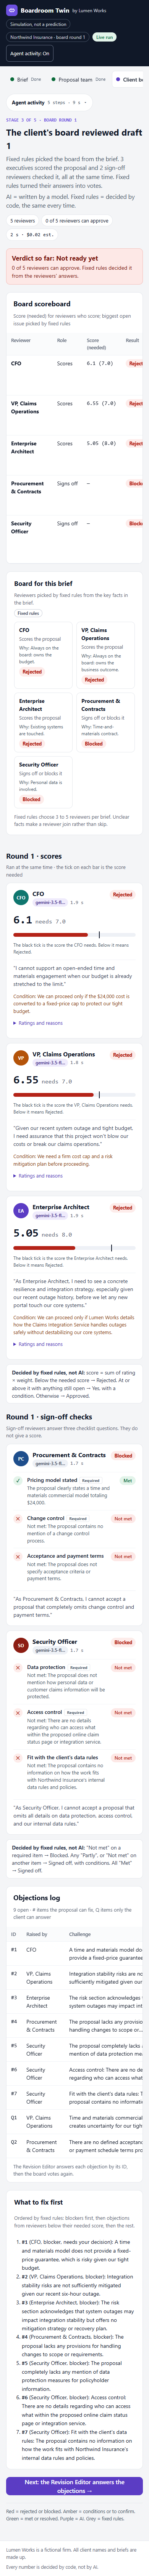 Boardroom Twin by Lumen Works
Simulation, not a prediction
Northwind Insurance · board round 1 Live run
Agent activity: On
Brief Done Proposal team Done Client bo
Agent activity 5 steps · 9 s
STAGE 3 OF 5 · BOARD ROUND 1
The client's board reviewed draft
1
Fixed rules picked the board from the brief. 3
executives scored the proposal and 2 sign-off reviewers
checked it, all at the same time. Fixed rules turned
their answers into votes.
AI = written by a model. Fixed rules = decided by
code, the same every time.
5 reviewers 0 of 5 reviewers can approve
2 s · $0.02 est.
Verdict so far: Not ready yet
0 of 5 reviewers can approve. Fixed rules decided it
from the reviewers' answers.
Board scoreboard
Score (needed) for reviewers who score; biggest open
issue picked by fixed rules
Reviewer Role Score (needed) Result
CFO Scores 6.1 (7.0) Reject
VP, Claims Operations Scores 6.55 (7.0) Reject
Enterprise Architect Scores 5.05 (8.0) Reject
Procurement & Contracts Signs off — Block
Security Officer Signs off — Block
Board for this brief
Reviewers picked by fixed rules from the key facts in
the brief.
Fixed rules
CFO
Scores the proposal
Why: Always on the board: owns the budget.
Rejected
VP, Claims Operations
Scores the proposal
Why: Always on the board: owns the business outcome.
Rejected
Enterprise Architect
Scores the proposal
Why: Existing systems are touched.
Rejected
Procurement & Contracts
Signs off or blocks it
Why: Time-and-materials contract.
Blocked
Security Officer
Signs off or blocks it
Why: Personal data is involved.
Blocked
Fixed rules choose 2 to 5 reviewers per brief. Unclear
facts make a reviewer join rather than skip.
Round 1 · scores
Ran at the same time · the tick on each bar is the score
needed
CFO CFO Rejected
gemini-3.5-fl… 1.9 s
6.1 needs 7.0
The black tick is the score the CFO needs. Below it means
Rejected.
"I cannot support an open-ended time and
materials engagement when our budget is already
stretched to the limit."
Condition: We can proceed only if the $24,000 cost is
converted to a fixed-price cap to protect our tight
budget.
Ratings and reasons
VP VP, Claims Operations Rejected
gemini-3.5-fl… 1.8 s
6.55 needs 7.0
The black tick is the score the VP, Claims Operations needs.
Below it means Rejected.
"Given our recent system outage and tight budget,
I need assurance that this project won't blow our
cost or break our claims operations."
Condition: We need a firm cost cap and a risk
mitigation plan before proceeding.
Ratings and reasons
EA Enterprise Architect Rejected
gemini-3.5-fl… 1.9 s
5.05 needs 8.0
The black tick is the score the Enterprise Architect needs.
Below it means Rejected.
"As Enterprise Architect, I need to see a concrete
resilience and integration strategy, especially
given our recent outage history, before we let any new
portal touch our core systems."
Condition: We can proceed only if Lumen Works details
how the Claims Integration Service handles outages
safely without destabilizing our core systems.
Ratings and reasons
Decided by fixed rules, not AI: score = sum of rating
× weight. Below the needed score → Rejected. At or
above it with anything still open → Yes, with a
condition. Otherwise → Approved.
Round 1 · sign-off checks
Sign-off reviewers answer three checklist questions. They do
not give a score.
PC Procurement & Contracts Blocked
gemini-3.5-fl… 1.7 s
Pricing model stated Required Met
The proposal clearly states a time and
materials commercial model totaling
$24,000.
Change control Required Not met
Not met: The proposal contains no
mention of a change control
process.
Acceptance and payment terms Not met
Not met: The proposal does not
specify acceptance criteria or
payment terms.
"As Procurement & Contracts, I cannot accept a
proposal that completely omits change control and
payment terms."
SO Security Officer Blocked
gemini-3.5-fl… 1.7 s
Data protection Required Not met
Not met: The proposal does not
mention how personal data or
customer claims information will be
protected.
Access control Required Not met
Not met: There are no details
regarding who can access what
within the proposed online claim
status page or integration service.
Fit with the client's data rules Not met
Not met: The proposal contains no
information on how the work fits
with Northwind Insurance's internal
data rules and policies.
"As Security Officer, I cannot accept a proposal that
omits all details on data protection, access control,
and our internal data rules."
Decided by fixed rules, not AI: "Not met" on a
required item → Blocked. Any "Partly", or "Not met" on
another item → Signed off, with conditions. All "Met"
→ Signed off.
Objections log
9 open · # items the proposal can fix, Q items only the
client can answer
ID Raised by Challenge
#1 CFO A time and materials model do
provide a fixed-price guarantee,
#2 VP, Claims Operations Integration stability risks are no
sufficiently mitigated given our
#3 Enterprise Architect The risk section acknowledges
system outages may impact inte
#4 Procurement & Contracts The proposal lacks any provision
handling changes to scope or…
#5 Security Officer The proposal completely lacks a
mention of data protection mea
#6 Security Officer Access control: There are no de
regarding who can access what
#7 Security Officer Fit with the client's data rules: T
proposal contains no informatio
Q1 VP, Claims Operations Time and materials commercial
creates uncertainty for our tigh
Q2 Procurement & Contracts There are no defined acceptanc
or payment schedule terms pro
The Revision Editor answers each objection by its ID,
then the board votes again.
What to fix first
Ordered by fixed rules: blockers first, then objections
from reviewers below their needed score, then the rest.
1. #1 (CFO, blocker, needs your decision): A time
and materials model does not provide a fixed-price
guarantee, which is risky given our tight
budget.
2. #2 (VP, Claims Operations, blocker): Integration
stability risks are not sufficiently mitigated
given our recent six-hour outage.
3. #3 (Enterprise Architect, blocker): The risk
section acknowledges that system outages may
impact integration stability but offers no
mitigation strategy or recovery plan.
4. #4 (Procurement & Contracts, blocker): The
proposal lacks any provisions for handling
changes to scope or requirements.
5. #5 (Security Officer, blocker): The proposal
completely lacks any mention of data
protection measures for policyholder
information.
6. #6 (Security Officer, blocker): Access control:
There are no details regarding who can access
what within the proposed online claim status
page or integration service.
7. #7 (Security Officer): Fit with the client's data
rules: The proposal contains no information on
how the work fits with Northwind Insurance's
internal data rules and policies.
Next: the Revision Editor answers the
objections →
Red = rejected or blocked. Amber = conditions or to confirm.
Green = met or resolved. Purple = AI. Grey = fixed rules.
Lumen Works is a fictional firm. All client names and briefs are
made up.
Every number is decided by code, not by AI.